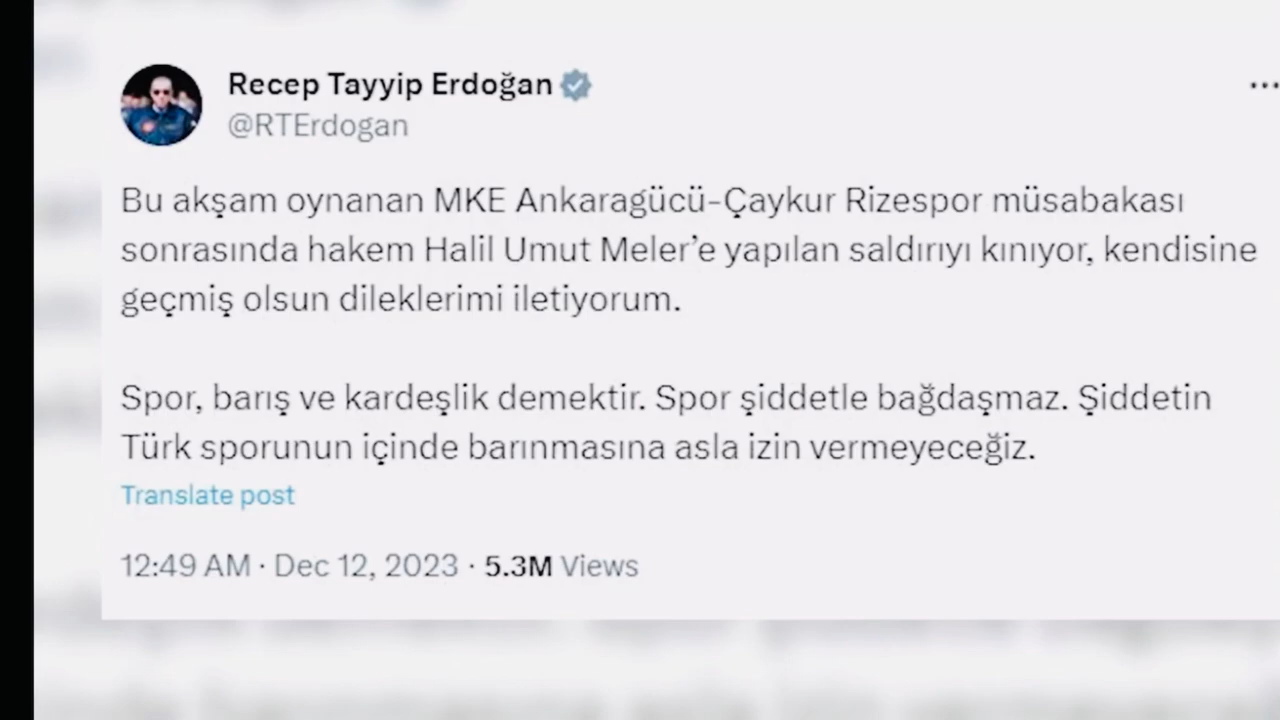 Recep Tayyip Erdoğan
@RTErdogan
Bu akşam oynanan MKE Ankaragücü-Çaykur Rizespor müsabakası
sonrasında hakem Halil Umut Meler’e yapılan saldırıyı kınıyor, kendisine
geçmiş olsun dileklerimi iletiyorum.
Spor, barış ve kardeşlik demektir. Spor şiddetle bağdaşmaz. Şiddetin
Türk sporunun içinde barınmasına asla izin vermeyeceğiz.
Translate post
12:49 AM · Dec 12, 2023 · 5.3M Views